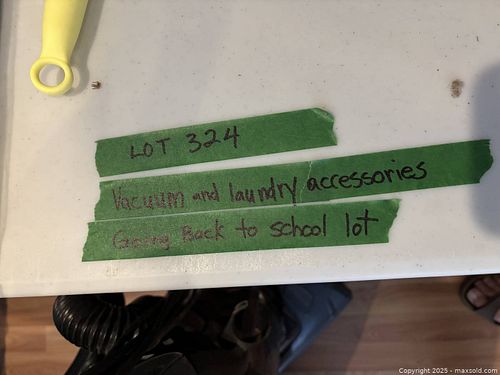 LOT 324
Vacuum and laundry accessories
Going Back to school lot
Copyright 2025 - maxsold.com